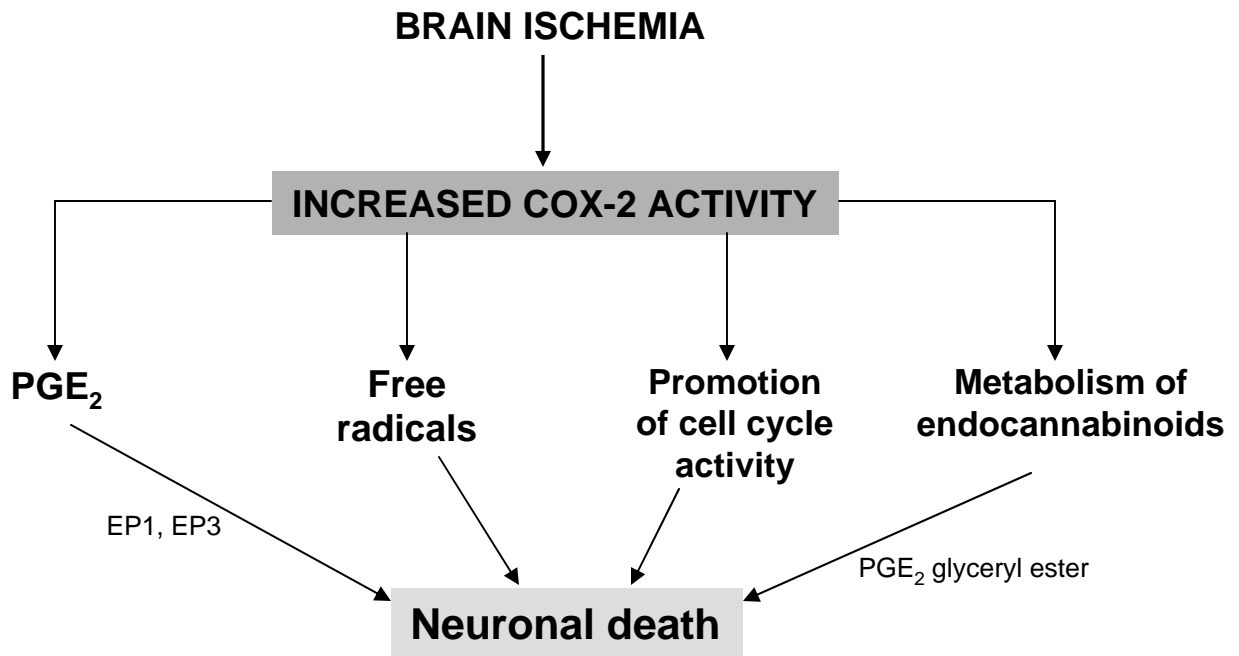 BRAIN ISCHEMIA
INCREASED COX-2 ACTIVITY
PGE₂
Free
radicals
Promotion
of cell cycle
activity
Metabolism of
endocannabinoids
EP1, EP3
PGE₂ glyceryl ester
Neuronal death